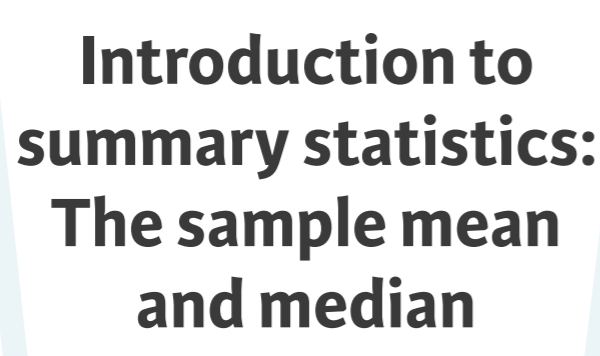 Introduction to
summary statistics:
The sample mean
and median